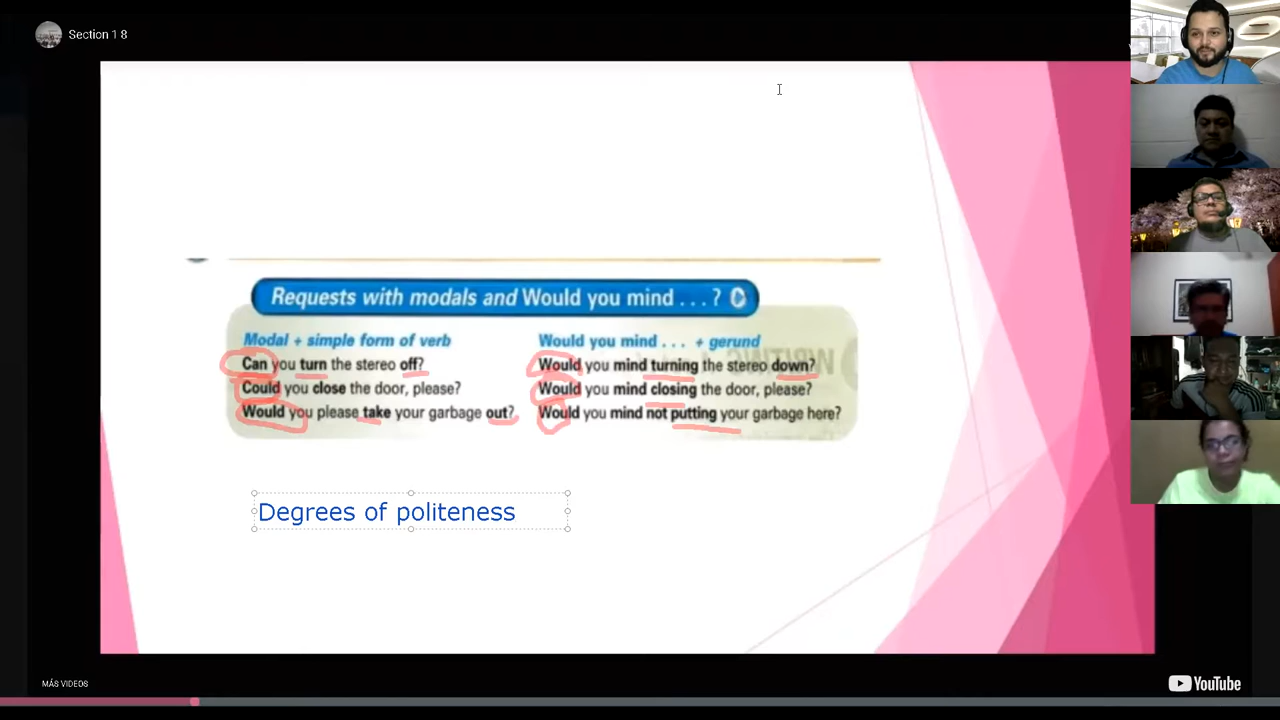 Section 1 8
Requests with modals and Would you mind . . . ?
Modal + simple form of verb
Can you turn the stereo off?
Could you close the door, please?
Would you please take your garbage out?
Would you mind . . . + gerund
Would you mind turning the stereo down?
Would you mind closing the door, please?
Would you mind not putting your garbage here?
Degrees of politeness
MÁS VIDEOS
YouTube